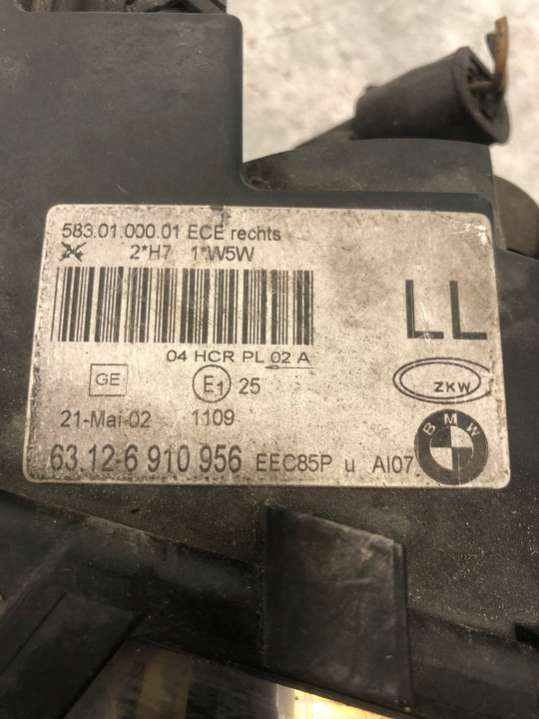 583.01.000.01 ECE rechts
2*H7 1*W5W
LL
04 HCR PL 02 A
GE E1 25
ZKW
21-Mai-02 1109
BMW
63.12-6 910 956 EEC85P u AI07